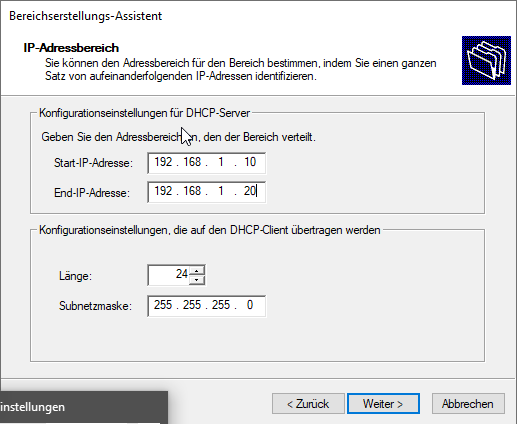 Bereichserstellungs-Assistent
IP-Adressbereich
Sie können den Adressbereich für den Bereich bestimmen, indem Sie einen ganzen
Satz von aufeinanderfolgenden IP-Adressen identifizieren.
Konfigurationseinstellungen für DHCP-Server
Geben Sie den Adressbereich an, den der Bereich verteilt.
Start-IP-Adresse: 192 . 168 . 1 . 10
End-IP-Adresse: 192 . 168 . 1 . 20
Konfigurationseinstellungen, die auf den DHCP-Client übertragen werden
Länge: 24
Subnetzmaske: 255 . 255 . 255 . 0
instellungen
< Zurück Weiter > Abbrechen